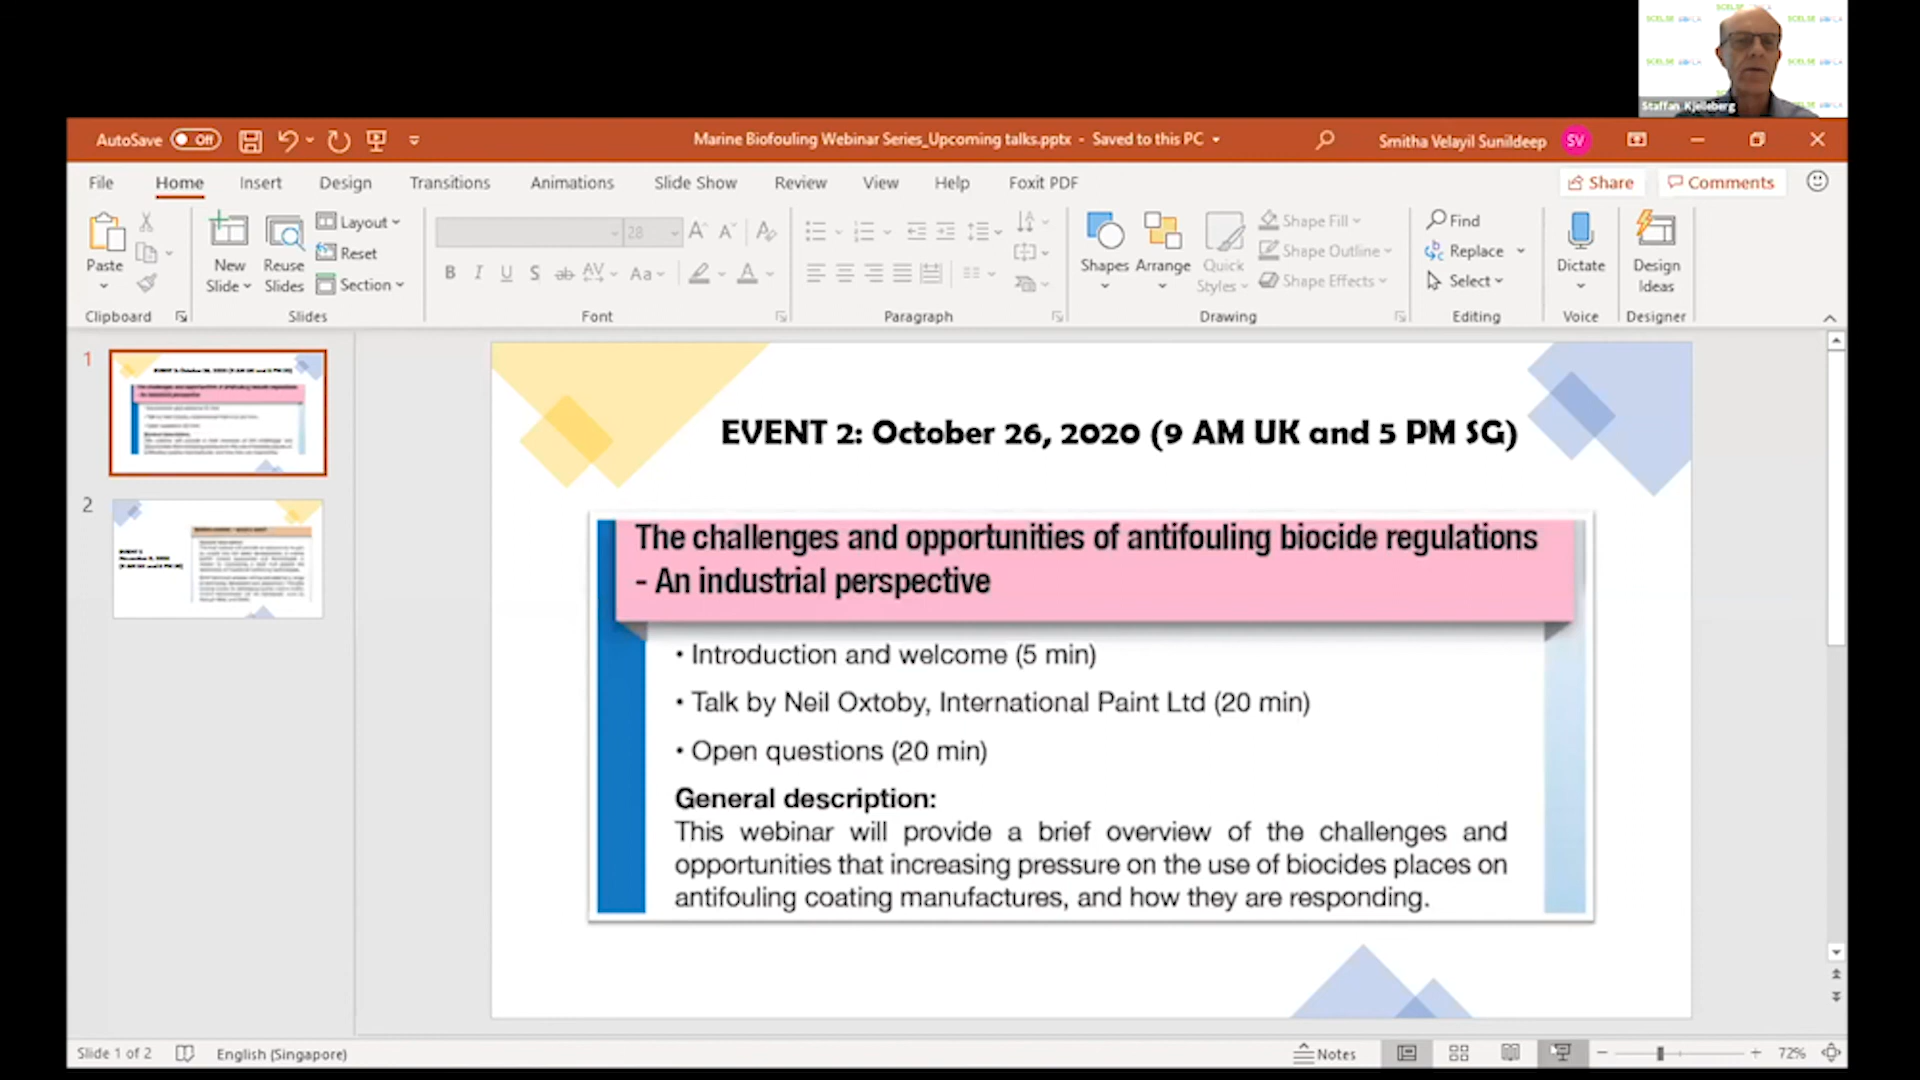 SCELSE
Staffan Kjelleberg
AutoSave Off
Marine Biofouling Webinar Series_Upcoming talks.pptx - Saved to this PC
Smitha Velayil Sunildeep SV
File Home Insert Design Transitions Animations Slide Show Review View Help Foxit PDF
Share Comments
Paste
New Slide
Reuse Slides
Layout
Reset
Section
28
B I U S ab AV Aa A
Shapes Arrange Quick Styles
Shape Fill
Shape Outline
Shape Effects
Find
Replace
Select
Dictate
Design Ideas
Clipboard Slides Font Paragraph Drawing Editing Voice Designer
1
2
EVENT 2: October 26, 2020 (9 AM UK and 5 PM SG)
The challenges and opportunities of antifouling biocide regulations
- An industrial perspective
• Introduction and welcome (5 min)
• Talk by Neil Oxtoby, International Paint Ltd (20 min)
• Open questions (20 min)
General description:
This webinar will provide a brief overview of the challenges and
opportunities that increasing pressure on the use of biocides places on
antifouling coating manufactures, and how they are responding.
Slide 1 of 2 English (Singapore) Notes 72%